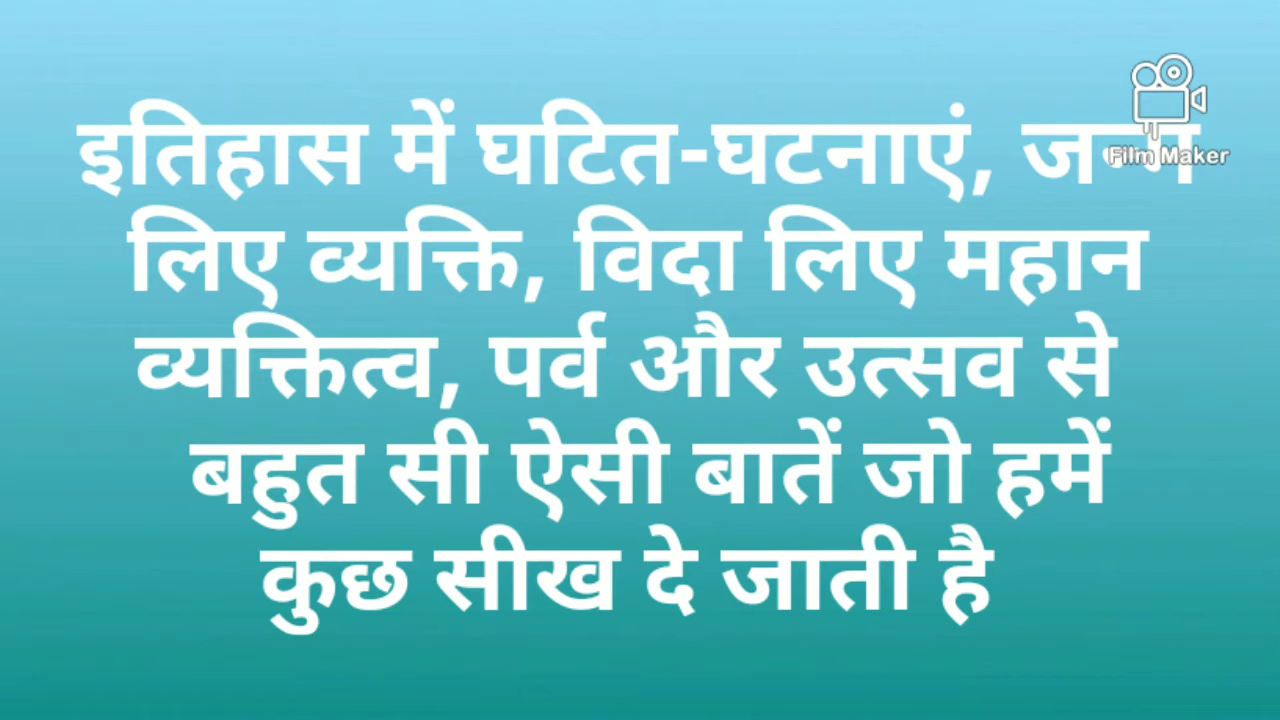 इतिहास में घटित-घटनाएं, जन्म
लिए व्यक्ति, विदा लिए महान
व्यक्तित्व, पर्व और उत्सव से
बहुत सी ऐसी बातें जो हमें
कुछ सीख दे जाती है
Film Maker